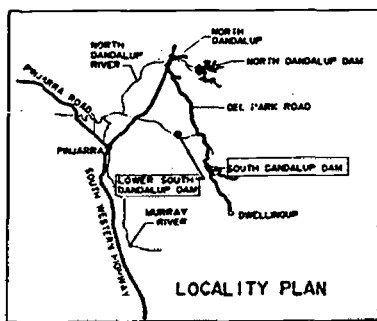 NORTH
DANDALUP
NORTH
DANDALUP
RIVER
NORTH DANDALUP DAM
PINJARRA ROAD
DEL PARK ROAD
PINJARRA
LOWER SOUTH
DANDALUP DAM
SOUTH DANDALUP DAM
DWELLINGUP
MURRAY
RIVER
SOUTH WESTERN HIGHWAY
LOCALITY PLAN